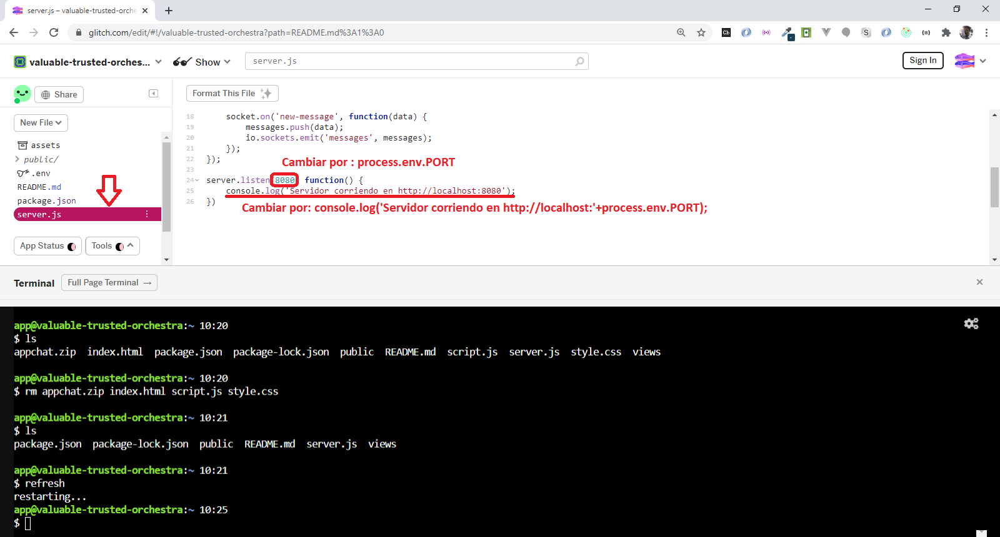 server.js – valuable-trusted-orche
glitch.com/edit/#!/valuable-trusted-orchestra?path=README.md%3A1%3A0
valuable-trusted-orches...
Show
server.js
Sign In
Share
Format This File
New File
assets
public/
.env
README.md
package.json
server.js
App Status
Tools
18 socket.on('new-message', function(data) {
19 messages.push(data);
20 io.sockets.emit('messages', messages);
21 });
22 });
Cambiar por : process.env.PORT
23
24 server.listen(8080, function() {
25 console.log('Servidor corriendo en http://localhost:8080');
26 })
Cambiar por: console.log('Servidor corriendo en http://localhost:'+process.env.PORT);
Terminal
Full Page Terminal →
app@valuable-trusted-orchestra:~ 10:20
$ ls
appchat.zip index.html package.json package-lock.json public README.md script.js server.js style.css views
app@valuable-trusted-orchestra:~ 10:20
$ rm appchat.zip index.html script.js style.css
app@valuable-trusted-orchestra:~ 10:21
$ ls
package.json package-lock.json public README.md server.js views
app@valuable-trusted-orchestra:~ 10:21
$ refresh
restarting...
app@valuable-trusted-orchestra:~ 10:25
$